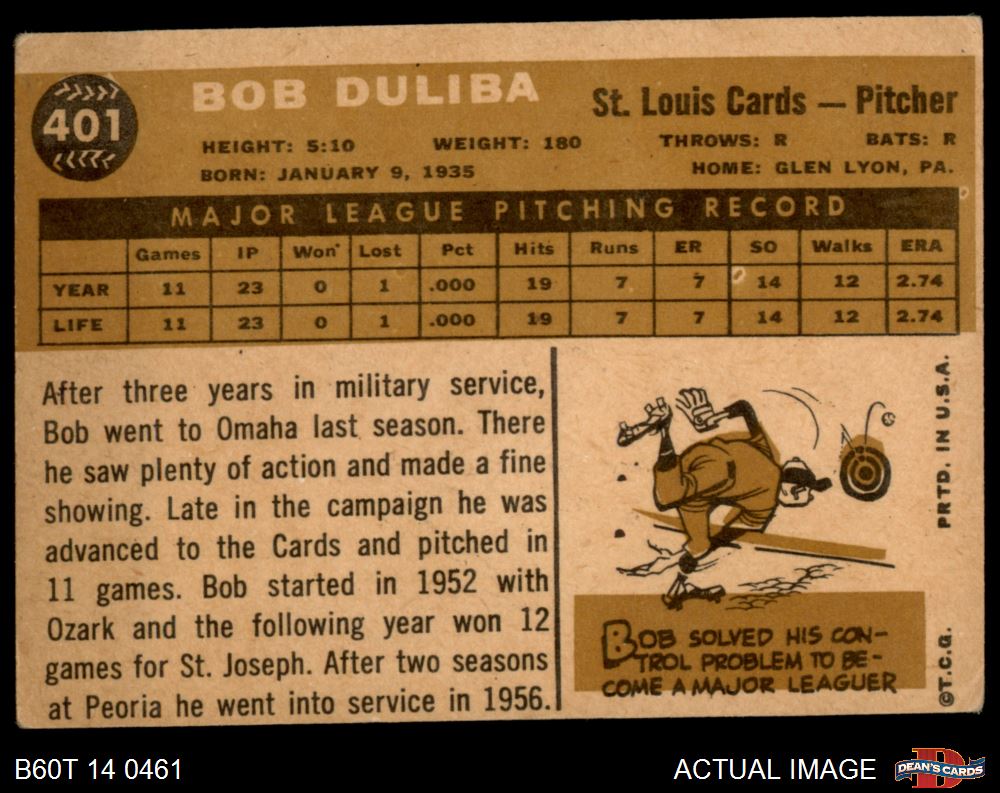 401
BOB DULIBA
St. Louis Cards — Pitcher
HEIGHT: 5:10 WEIGHT: 180 THROWS: R BATS: R
BORN: JANUARY 9, 1935 HOME: GLEN LYON, PA.
MAJOR LEAGUE PITCHING RECORD
Games IP Won Lost Pct Hits Runs ER SO Walks ERA
YEAR 11 23 0 1 .000 19 7 7 14 12 2.74
LIFE 11 23 0 1 .000 19 7 7 14 12 2.74
After three years in military service,
Bob went to Omaha last season. There
he saw plenty of action and made a fine
showing. Late in the campaign he was
advanced to the Cards and pitched in
11 games. Bob started in 1952 with
Ozark and the following year won 12
games for St. Joseph. After two seasons
at Peoria he went into service in 1956.
BOB SOLVED HIS CON-
TROL PROBLEM TO BE-
COME A MAJOR LEAGUER
©T.C.G. PRTD. IN U.S.A.
B60T 14 0461
ACTUAL IMAGE
DEAN'S CARDS